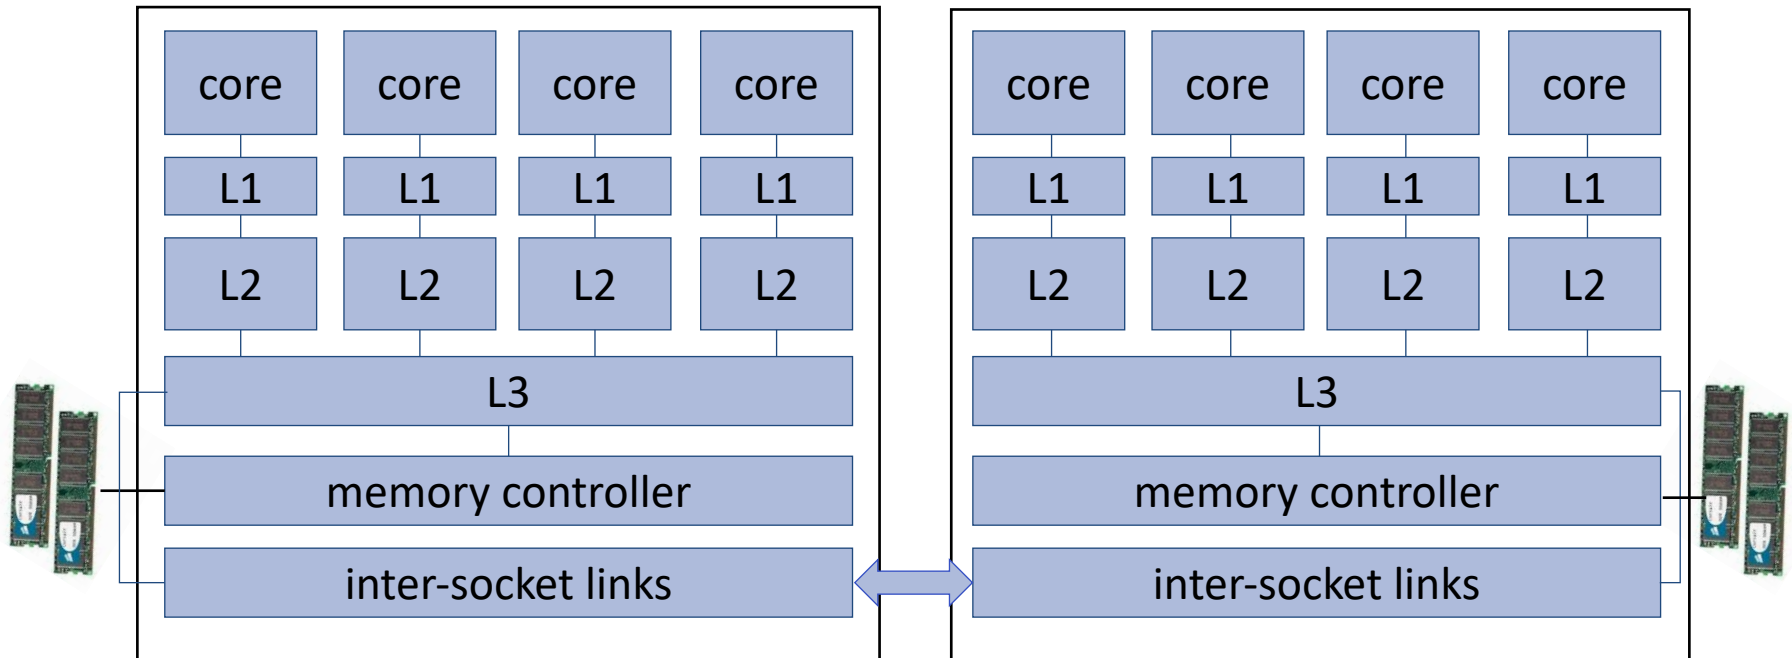 core core core core
L1 L1 L1 L1
L2 L2 L2 L2
L3
memory controller
inter-socket links
core core core core
L1 L1 L1 L1
L2 L2 L2 L2
L3
memory controller
inter-socket links